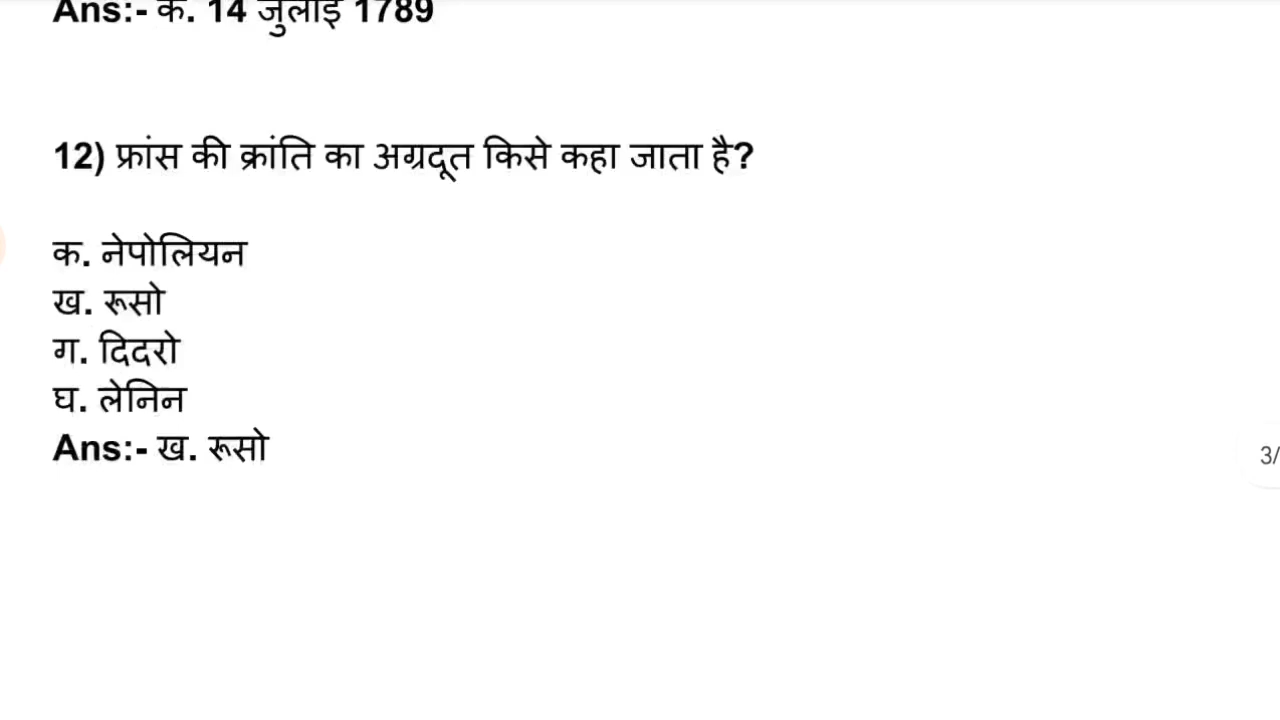 Ans:- क. 14 जुलाई 1789
12) फ्रांस की क्रांति का अग्रदूत किसे कहा जाता है?
क. नेपोलियन
ख. रूसो
ग. दिदरो
घ. लेनिन
Ans:- ख. रूसो
3/